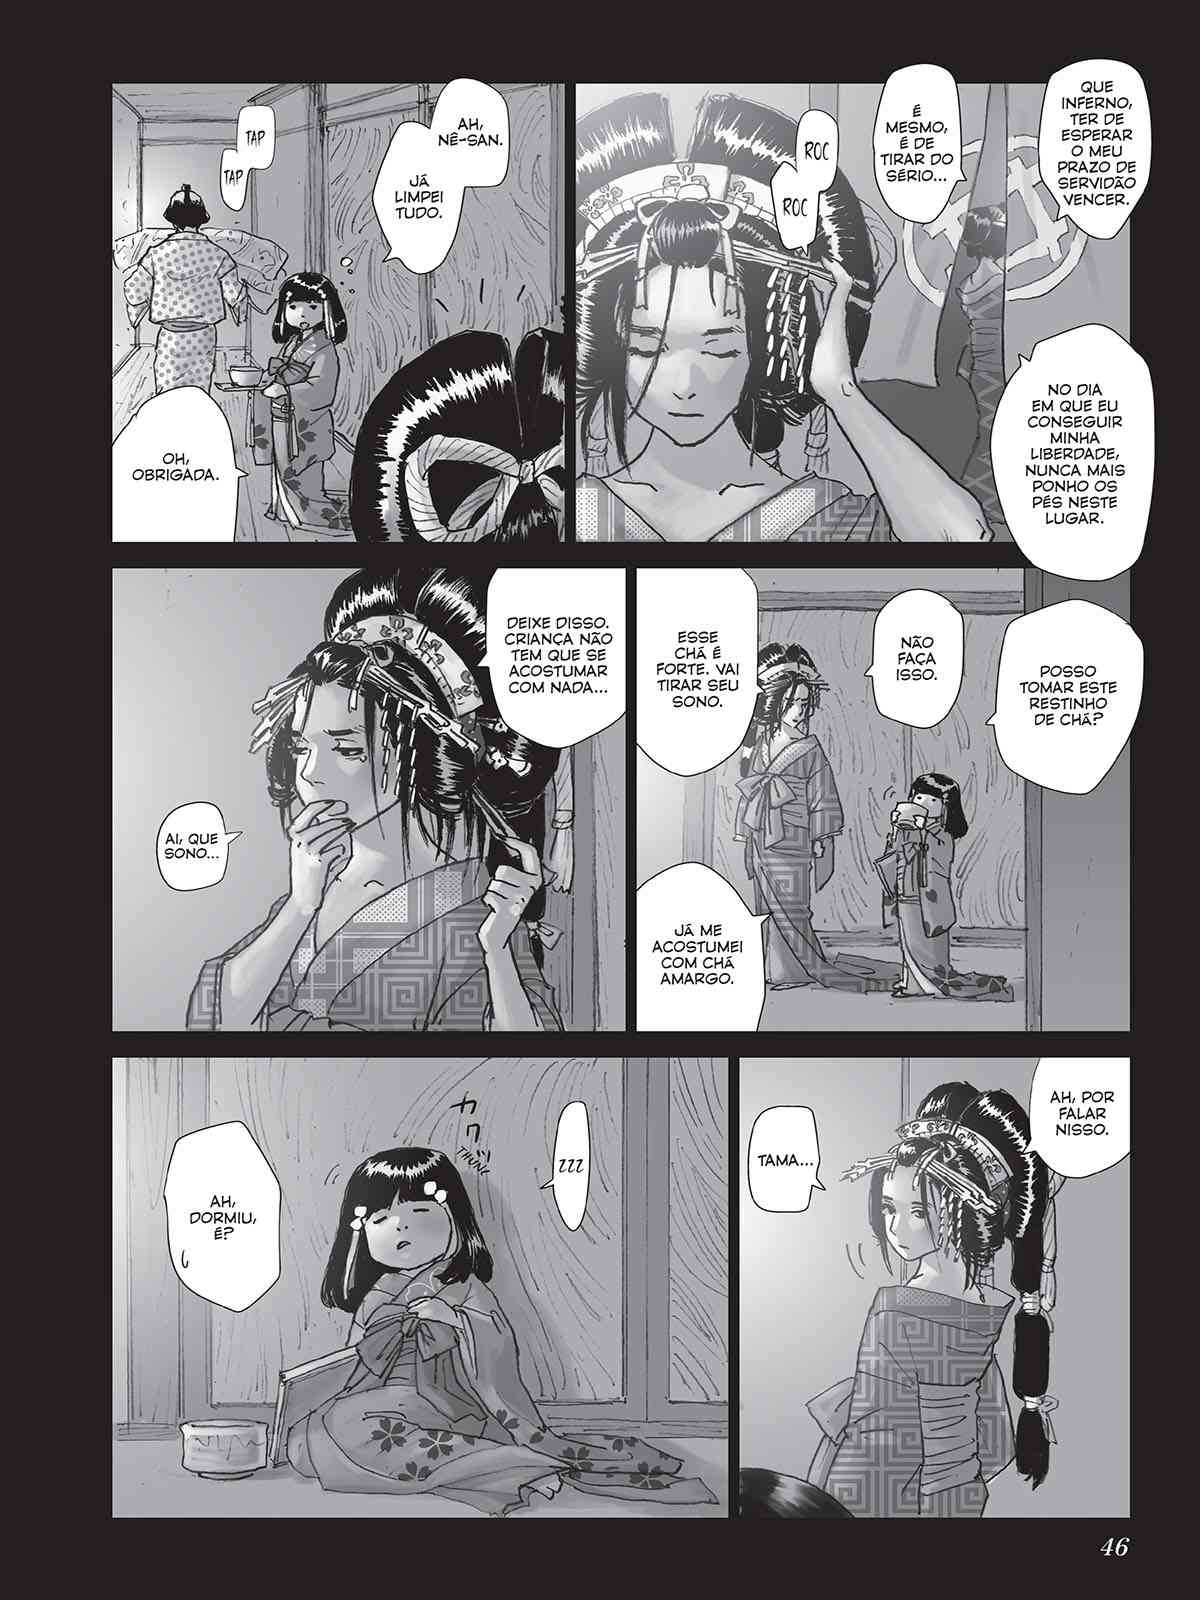 QUE
INFERNO,
TER DE
ESPERAR
O MEU
PRAZO DE
SERVIDÃO
VENCER.
É
MESMO,
É DE
TIRAR DO
SÉRIO...
NO DIA
EM QUE EU
CONSEGUIR
MINHA
LIBERDADE,
NUNCA MAIS
PONHO OS
PÉS NESTE
LUGAR.
ROC
ROC
AH,
NÊ-SAN.
JÁ
LIMPEI
TUDO.
TAP
TAP
OH,
OBRIGADA.
POSSO
TOMAR ESTE
RESTINHO
DE CHÁ?
NÃO
FAÇA
ISSO.
ESSE
CHÁ É
FORTE. VAI
TIRAR SEU
SONO.
JÁ ME
ACOSTUMEI
COM CHÁ
AMARGO.
DEIXE DISSO.
CRIANÇA NÃO
TEM QUE SE
ACOSTUMAR
COM NADA...
AI, QUE
SONO...
AH, POR
FALAR
NISSO.
TAMA...
ZZZ
カクッ
AH,
DORMIU,
É?
46